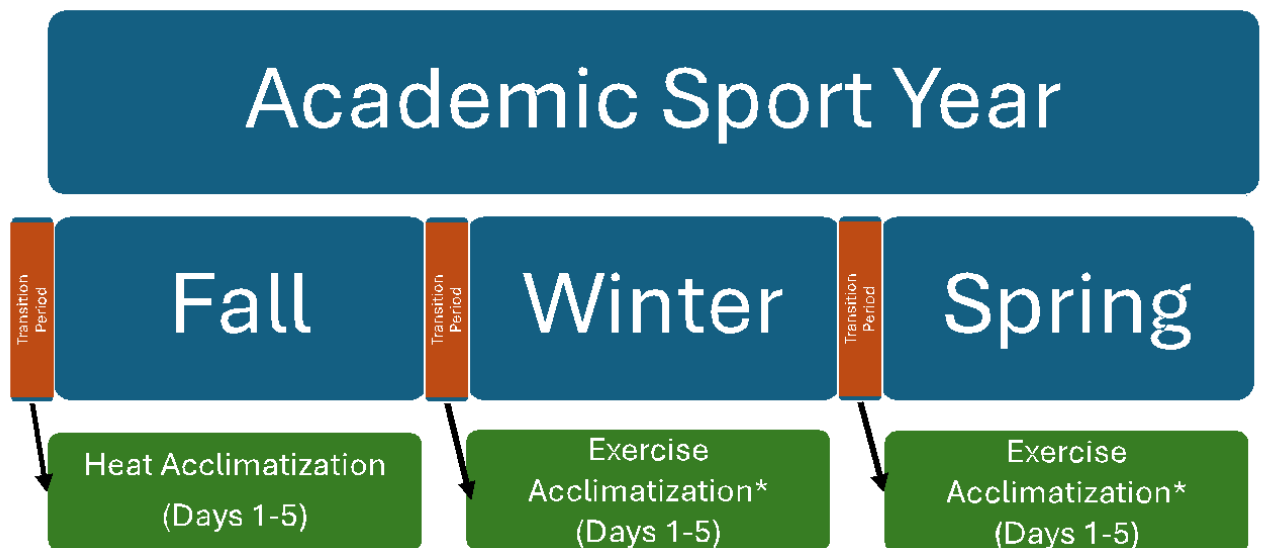 Academic Sport Year
Transition
Period
Fall
Transition
Period
Winter
Transition
Period
Spring
Heat Acclimatization
(Days 1-5)
Exercise
Acclimatization*
(Days 1-5)
Exercise
Acclimatization*
(Days 1-5)